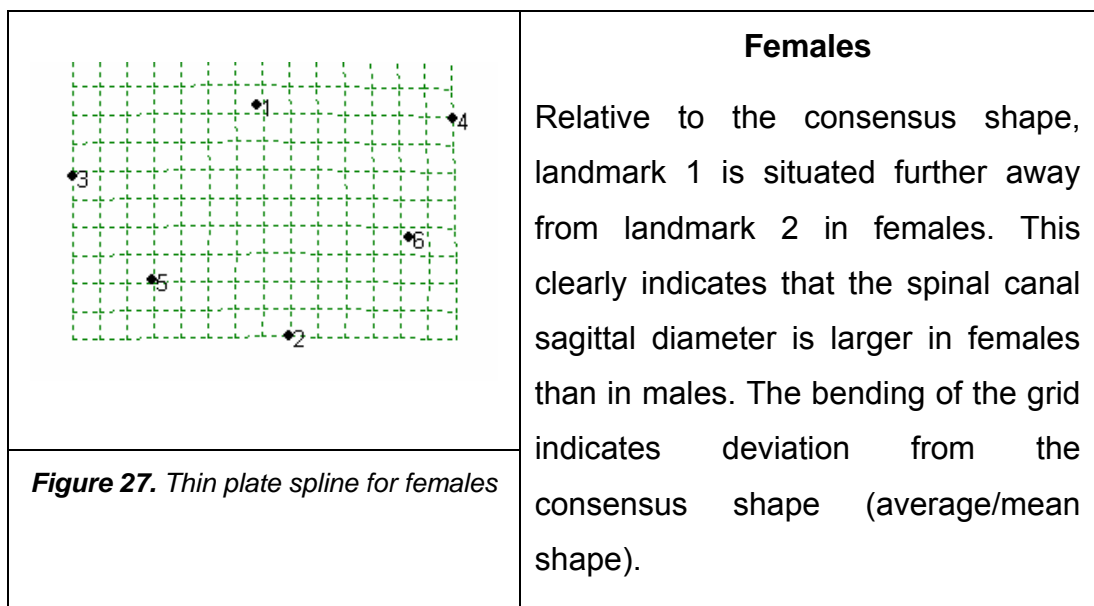 1
4
3
6
5
2
Figure 27. Thin plate spline for females
Females
Relative to the consensus shape,
landmark 1 is situated further away
from landmark 2 in females. This
clearly indicates that the spinal canal
sagittal diameter is larger in females
than in males. The bending of the grid
indicates deviation from the
consensus shape (average/mean
shape).